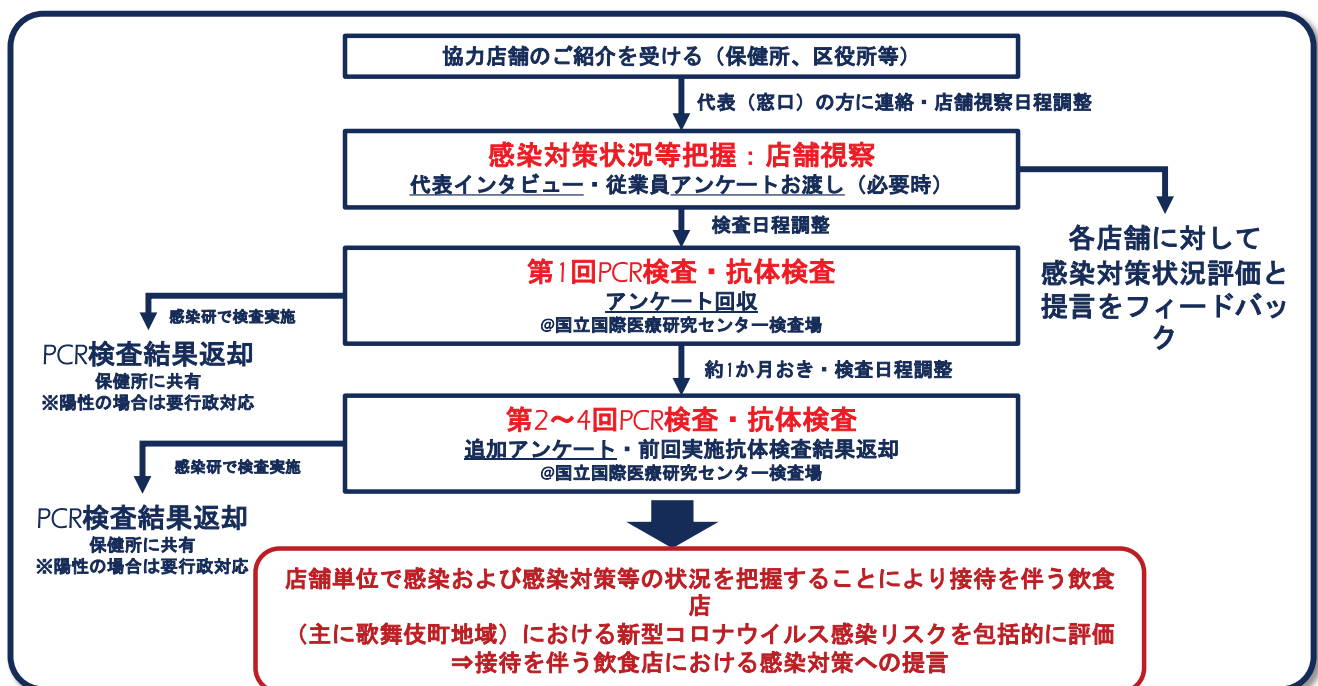 協力店舗のご紹介を受ける（保健所、区役所等）
代表（窓口）の方に連絡・店舗視察日程調整
感染対策状況等把握：店舗視察
代表インタビュー・従業員アンケートお渡し（必要時）
検査日程調整
各店舗に対して
感染対策状況評価と
提言をフィードバッ
ク
第1回PCR検査・抗体検査
アンケート回収
@国立国際医療研究センター検査場
感染研で検査実施
PCR検査結果返却
保健所に共有
※陽性の場合は要行政対応
約1か月おき・検査日程調整
第2～4回PCR検査・抗体検査
追加アンケート・前回実施抗体検査結果返却
@国立国際医療研究センター検査場
感染研で検査実施
PCR検査結果返却
保健所に共有
※陽性の場合は要行政対応
店舗単位で感染および感染対策等の状況を把握することにより接待を伴う飲食
店
（主に歌舞伎町地域）における新型コロナウイルス感染リスクを包括的に評価
⇒接待を伴う飲食店における感染対策への提言